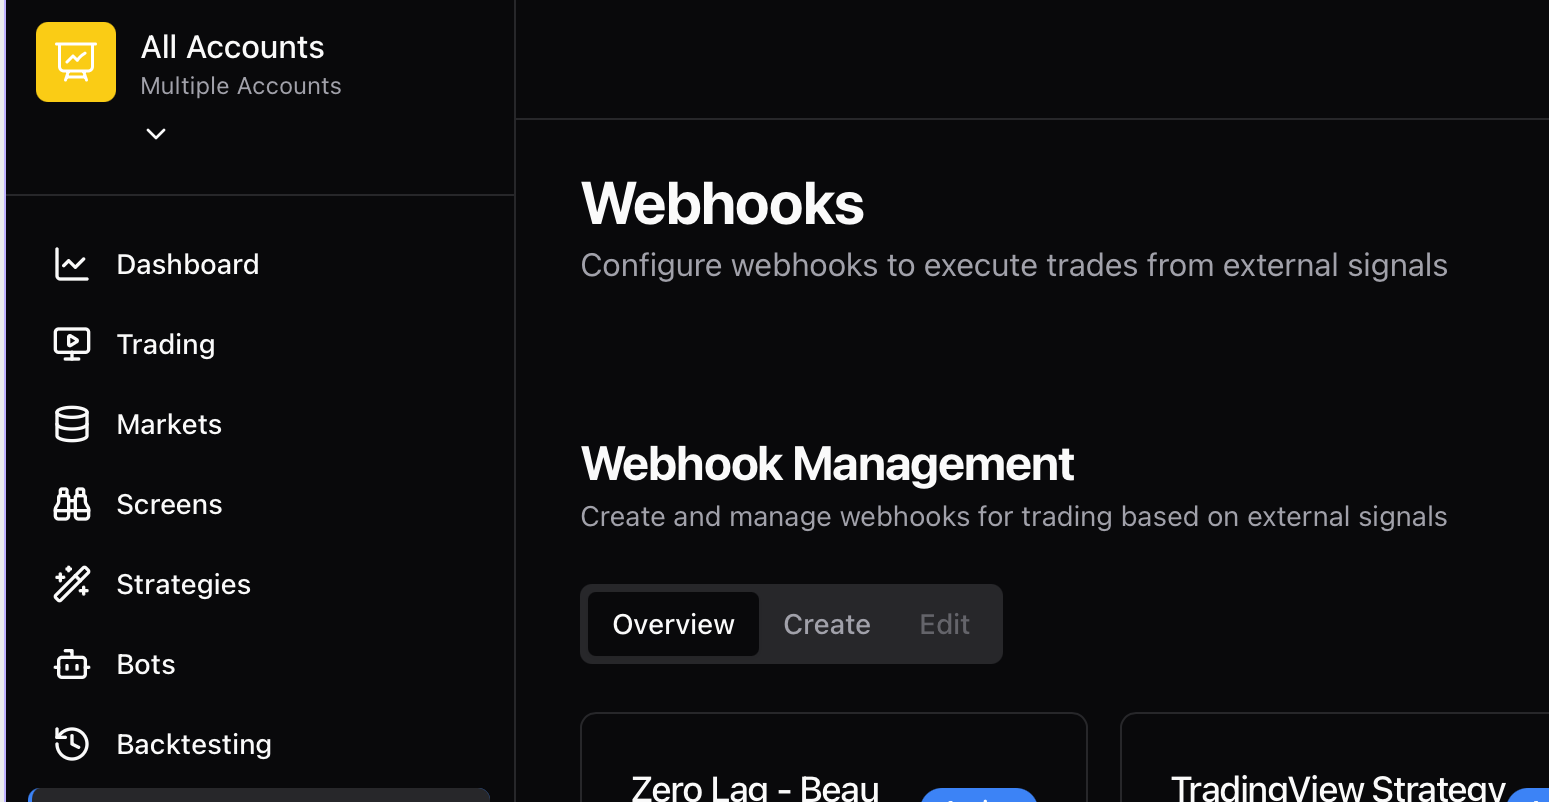 All Accounts
Multiple Accounts
Dashboard
Trading
Markets
Screens
Strategies
Bots
Backtesting
Webhooks
Configure webhooks to execute trades from external signals
Webhook Management
Create and manage webhooks for trading based on external signals
Overview Create Edit
Zero Lag - Beau
TradingView Strategy